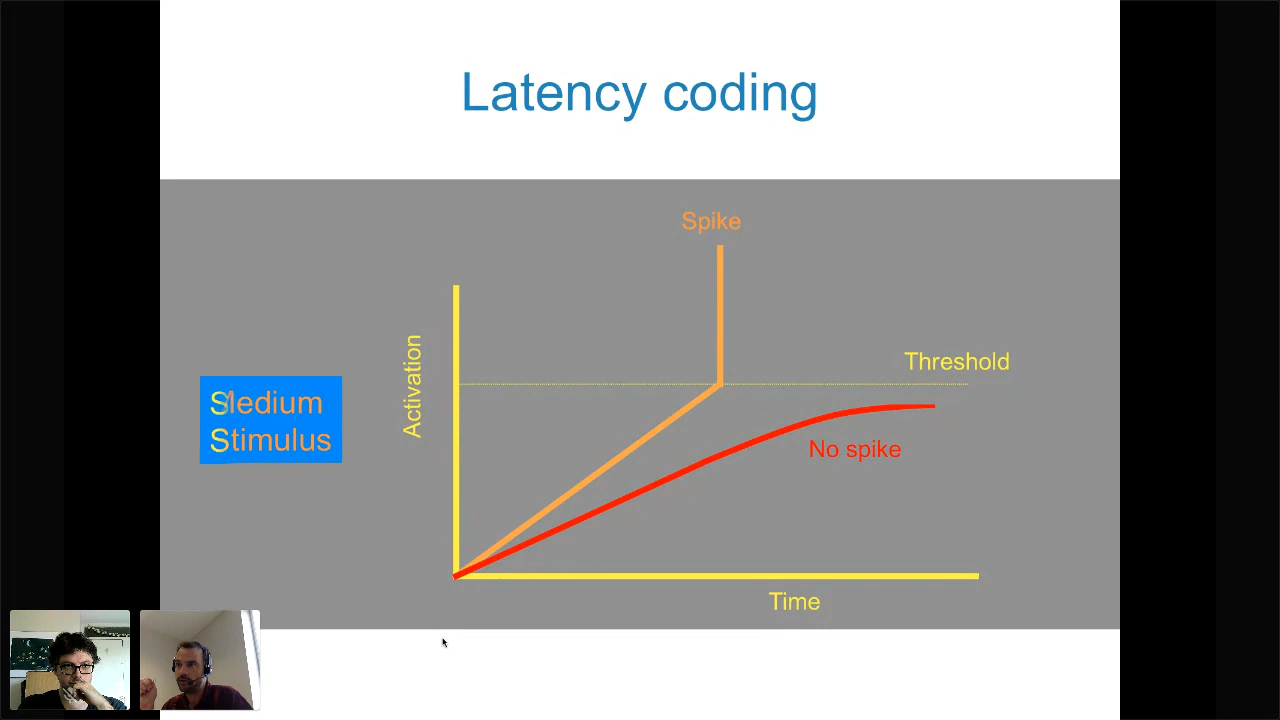 Latency coding
Spike
Threshold
Activation
Medium
Stimulus
No spike
Time